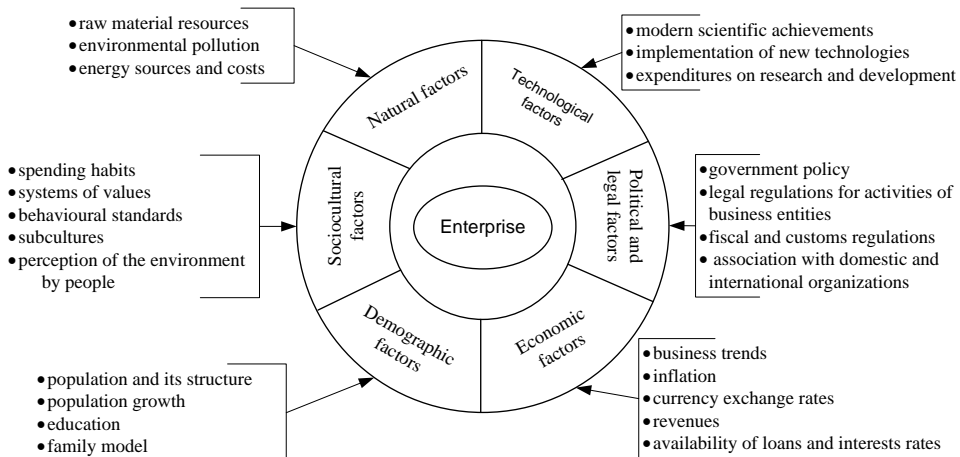 • raw material resources
• environmental pollution
• energy sources and costs
• modern scientific achievements
• implementation of new technologies
• expenditures on research and development
Natural factors
Technological
factors
• spending habits
• systems of values
• behavioural standards
• subcultures
• perception of the environment
by people
Sociocultural
factors
Enterprise
Political and
legal factors
• government policy
• legal regulations for activities of
business entities
• fiscal and customs regulations
• association with domestic and
international organizations
Demographic
factors
Economic
factors
• population and its structure
• population growth
• education
• family model
• business trends
• inflation
• currency exchange rates
• revenues
• availability of loans and interests rates